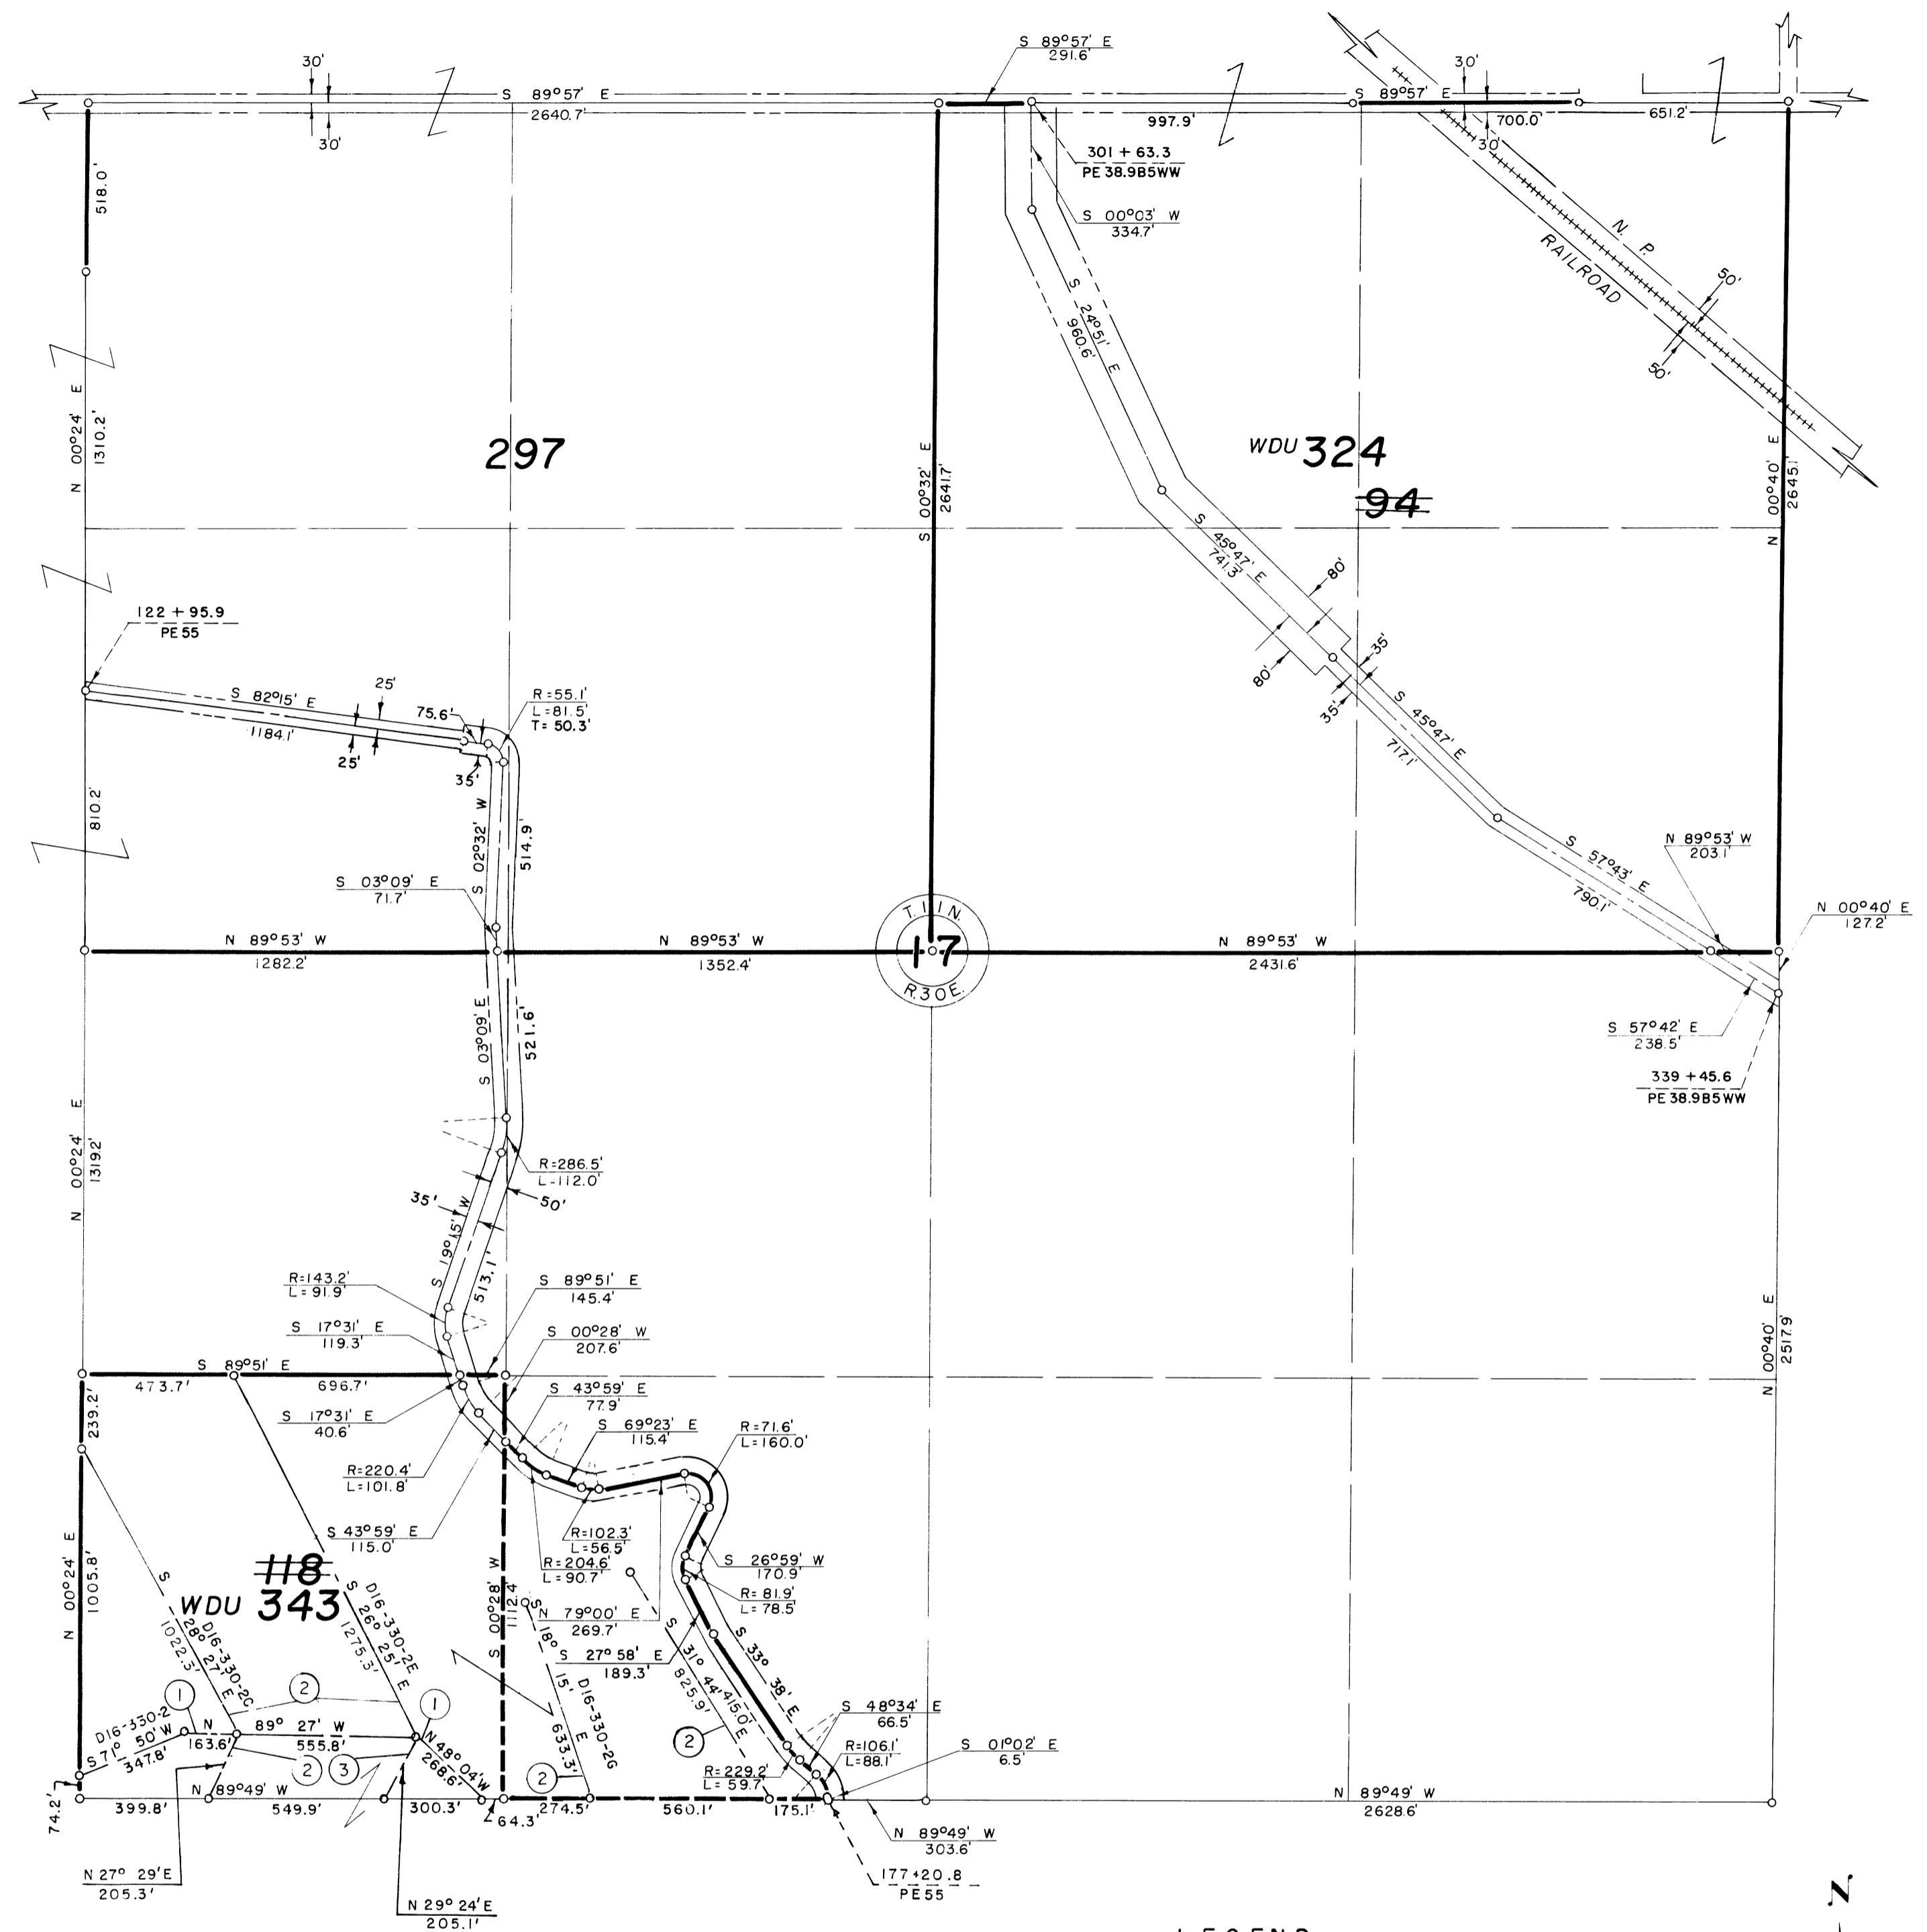 S 89°57' E
291.6'
30'
30'
S 89°57' E
2640.7'
30'
S 89°57' E
997.9'
700.0'
30'
651.2'
518.0'
301 + 63.3
PE 38.9B5WW
S 00°03' W
334.7'
N. P.
RAILROAD
50'
50'
S 24°51' E
960.6'
N 00°24' E
1310.2'
297
WDU 324
94
S 00°32' E
2641.7'
N 00°40' E
2645.1'
S 45°47' E
741.3'
80'
80'
35'
35'
122 + 95.9
PE 55
S 82°15' E
1184.1'
25'
25'
75.6'
35'
R=55.1'
L=81.5'
T=50.3'
810.2'
S 02°32' W
514.9'
S 45°47' E
717.1'
S 57°43' E
790.1'
N 89°53' W
203.1'
N 00°40' E
127.2'
S 03°09' E
71.7'
N 89°53' W
1282.2'
N 89°53' W
1352.4'
T.11N.
17
R.30E.
N 89°53' W
2431.6'
S 57°42' E
238.5'
339 +45.6
PE 38.9B5WW
S 03°09' E
521.6'
N 00°24' E
1319.2'
R=286.5'
L=112.0'
35'
50'
S 19°15' W
513.1'
R=143.2'
L=91.9'
S 89°51' E
145.4'
S 17°31' E
119.3'
S 00°28' W
207.6'
N 00°40' E
2517.9'
S 89°51' E
473.7'
696.7'
S 43°59' E
77.9'
S 17°31' E
40.6'
S 69°23' E
115.4'
R=71.6'
L=160.0'
239.2'
R=220.4'
L=101.8'
S 43°59' E
115.0'
R=102.3'
L=56.5'
R=204.6'
L=90.7'
S 26°59' W
170.9'
R=81.9'
L=78.5'
N 79°00' E
269.7'
S 27°58' E
189.3'
118
WDU 343
N 00°24' E
1005.8'
S 28° 27' E
D16-330-2C
1022.3'
D16-330-2E
S 26° 25' E
1275.3'
S 00°28' W
1112.4'
S 18° 15' E
D16-330-2G
633.3'
S 31° 44' E
825.9'
S 33° 38' E
415.0'
S 48°34' E
66.5'
R=106.1'
L=88.1'
S 01°02' E
6.5'
R=229.2'
L=59.7'
1
2
1
2
D16-330-2
S 71° 50' W
347.8'
N 89° 27' W
163.6'
555.8'
N 48° 04' W
268.6'
2
3
2
74.2'
N 89°49' W
399.8'
549.9'
300.3'
64.3'
274.5'
560.1'
175.1'
N 89°49' W
2628.6'
N 89°49' W
303.6'
177+20.8
PE55
N 27° 29' E
205.3'
N 29° 24' E
205.1'
N
LEGEND